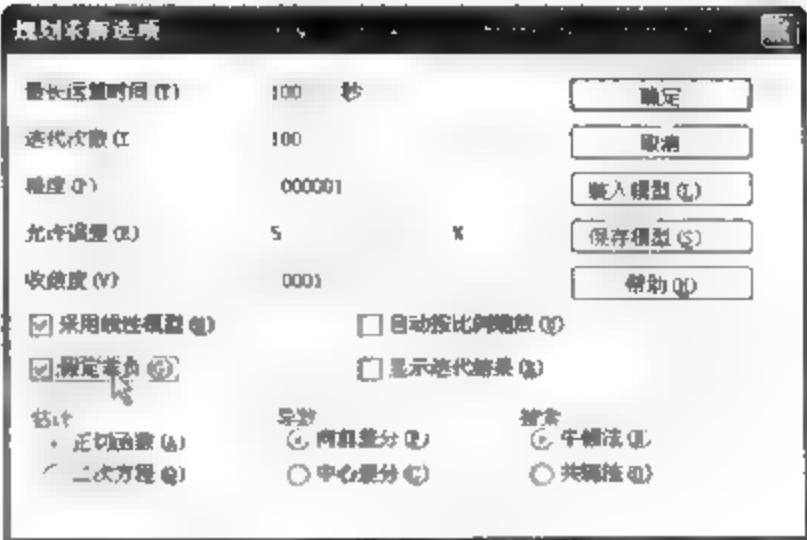 规划求解选项
最长运算时间(T) 100 秒 确定
迭代次数(I 100 取消
精度(P) 000001 装入模型(L)
允许误差(E) 5 % 保存模型(S)
收敛度(V) 0001 帮助(H)
采用线性模型(M) 自动按比例缩放(U)
假定非负(G) 显示迭代结果(R)
估计 导数 搜索
正切函数(A) 向前差分(F) 牛顿法(N)
二次方程(Q) 中心差分(C) 共轭法(O)